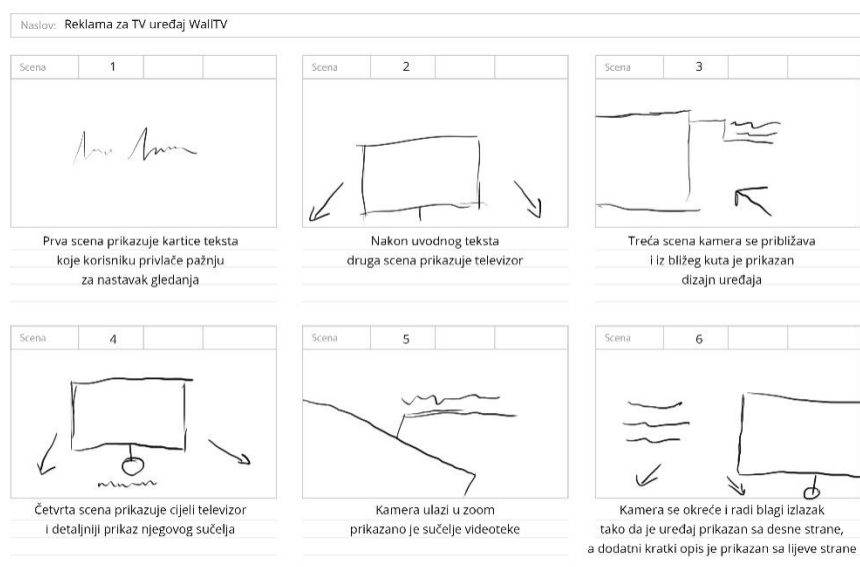 Naslov: Reklama za TV uređaj WallTV
Scena 1
Prva scena prikazuje kartice teksta
koje korisniku privlače pažnju
za nastavak gledanja
Scena 2
Nakon uvodnog teksta
druga scena prikazuje televizor
Scena 3
Treća scena kamera se približava
i iz bližeg kuta je prikazan
dizajn uređaja
Scena 4
Četvrta scena prikazuje cijeli televizor
i detaljniji prikaz njegovog sučelja
Scena 5
Kamera ulazi u zoom
prikazano je sučelje videoteke
Scena 6
Kamera se okreće i radi blagi izlazak
tako da je uređaj prikazan sa desne strane,
a dodatni kratki opis je prikazan sa lijeve strane